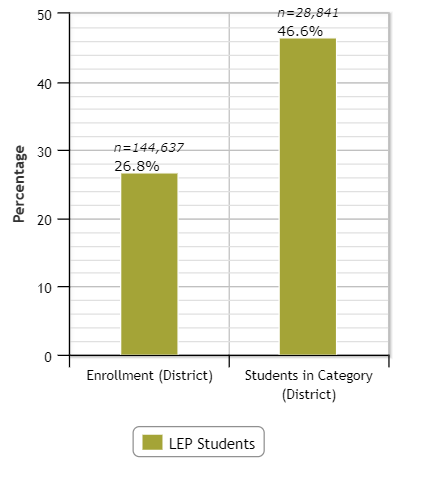 50
n=28,841
46.6%
40
30
n=144,637
26.8%
20
10
0
Percentage
Enrollment (District)
Students in Category
(District)
LEP Students